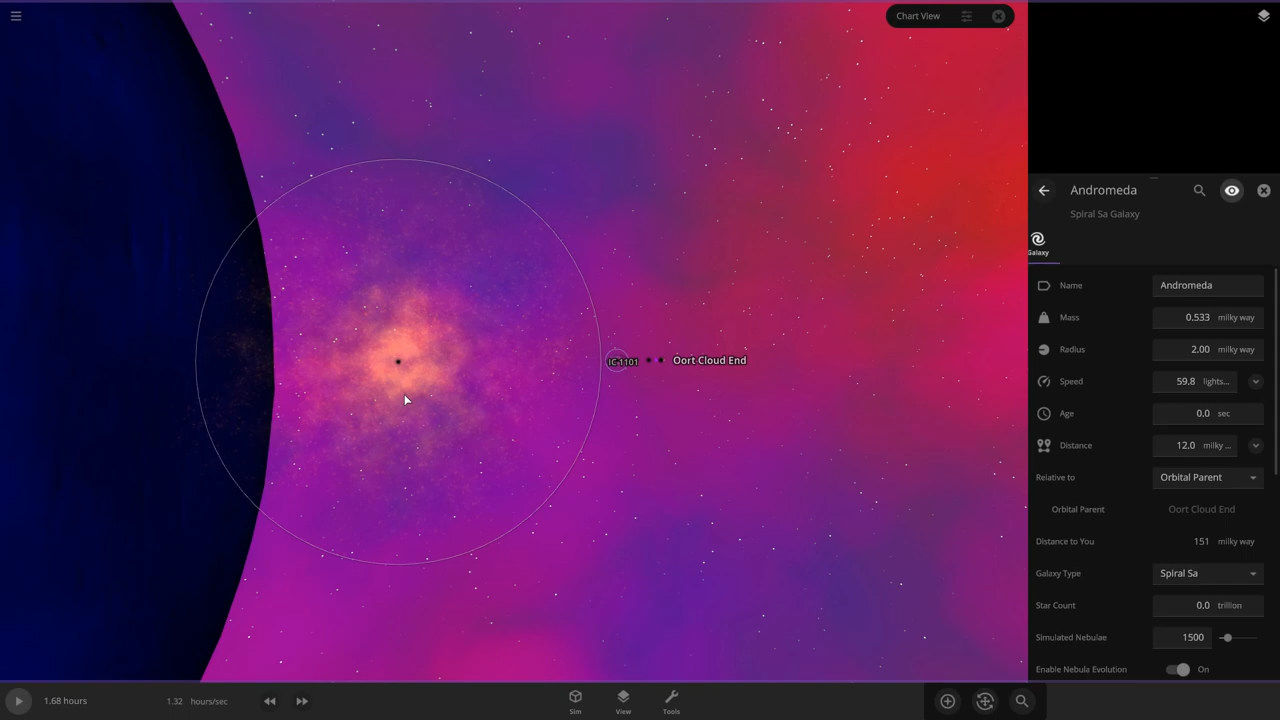 Chart View
Andromeda
Spiral Sa Galaxy
Galaxy
Name Andromeda
Mass 0.533 milky way
Radius 2.00 milky way
Speed 59.8 lights...
Age 0.0 sec
Distance 12.0 milky ...
Relative to Orbital Parent
Orbital Parent Oort Cloud End
Distance to You 151 milky way
Galaxy Type Spiral Sa
Star Count 0.0 trillion
Simulated Nebulae 1500
Enable Nebula Evolution On
IC 1101
Oort Cloud End
1.68 hours
1.32 hours/sec
Sim
View
Tools